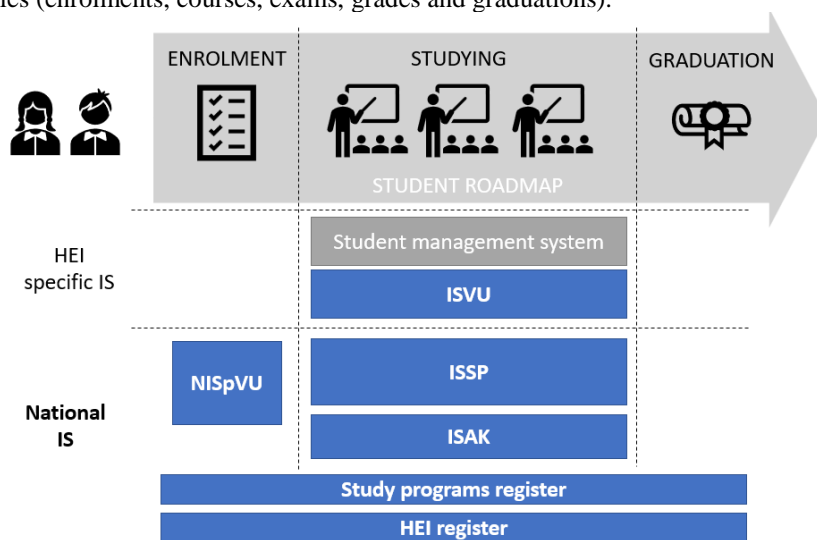 (enrolments, courses, exams, grades and graduations).
ENROLMENT
STUDYING
GRADUATION
STUDENT ROADMAP
HEI
specific IS
Student management system
ISVU
National
IS
NISpVU
ISSP
ISAK
Study programs register
HEI register